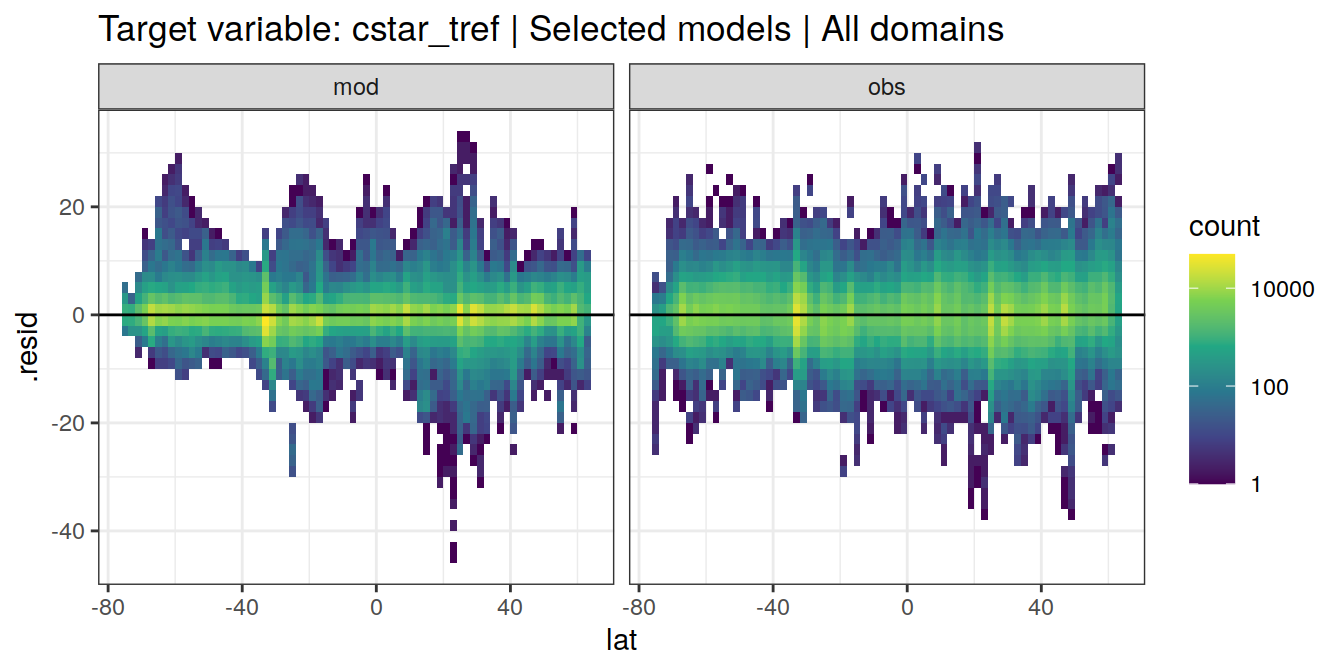 Target variable: cstar_tref | Selected models | All domains
mod
obs
.resid
20
0
-20
-40
-80
-40
0
40
-80
-40
0
40
lat
count
10000
100
1